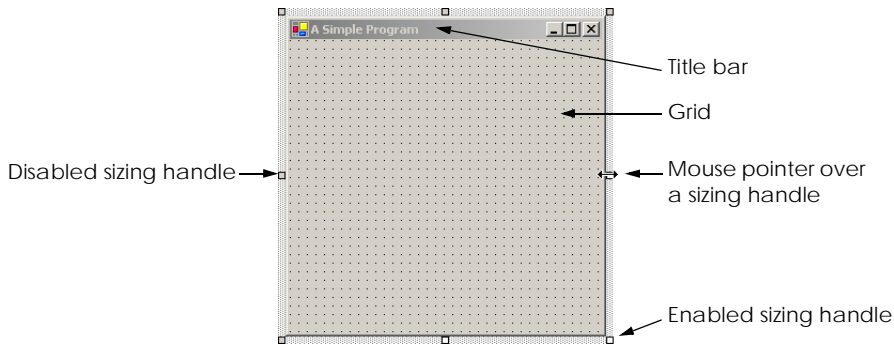 A Simple Program
Title bar
Grid
Disabled sizing handle
Mouse pointer over
a sizing handle
Enabled sizing handle